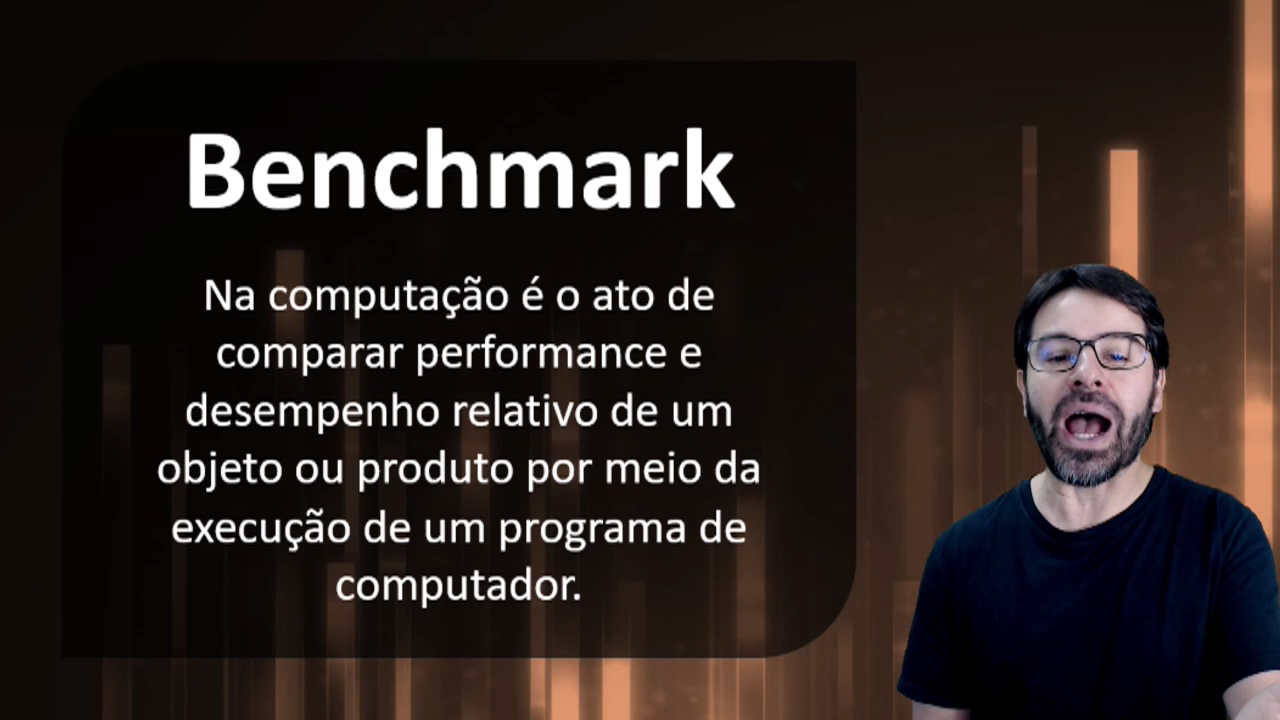 Benchmark
Na computação é o ato de
comparar performance e
desempenho relativo de um
objeto ou produto por meio da
execução de um programa de
computador.